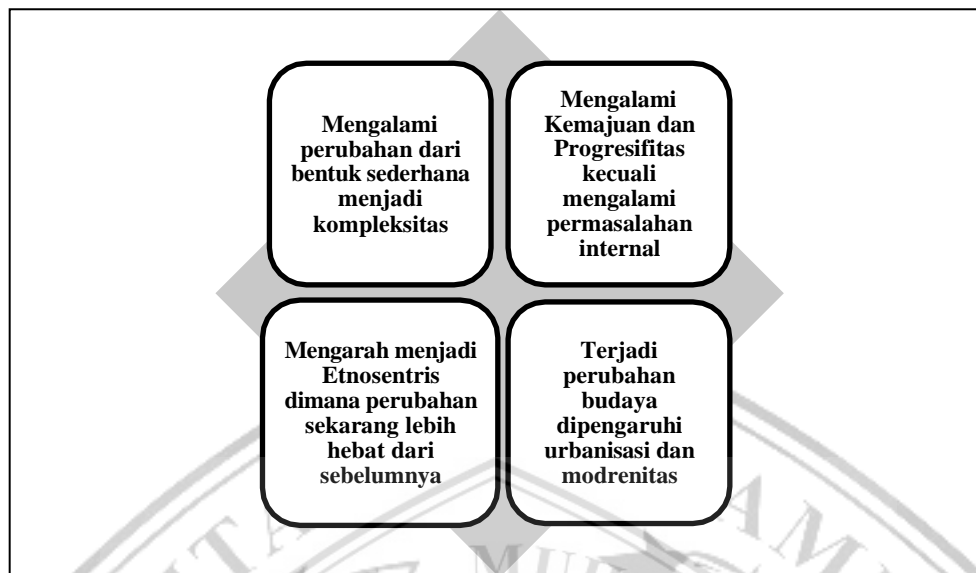 Mengalami
perubahan dari
bentuk sederhana
menjadi
kompleksitas
Mengalami
Kemajuan dan
Progresifitas
kecuali
mengalami
permasalahan
internal
Mengarah menjadi
Etnosentris
dimana perubahan
sekarang lebih
hebat dari
sebelumnya
Terjadi
perubahan
budaya
dipengaruhi
urbanisasi dan
modrenitas